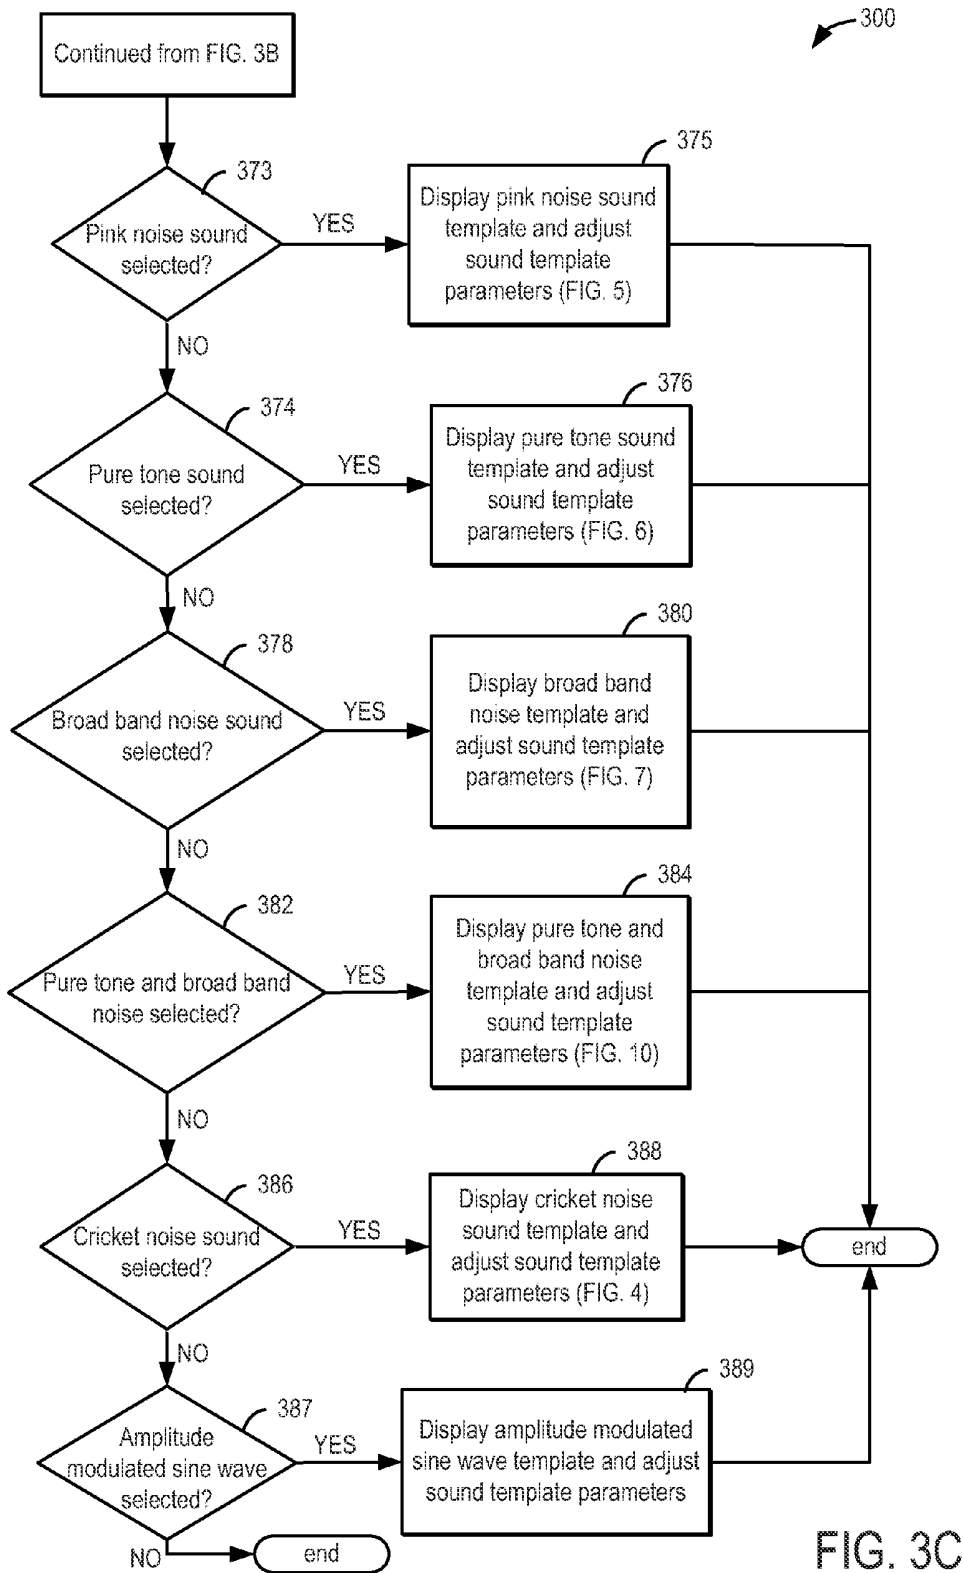 300
Continued from FIG. 3B
373
375
Pink noise sound
selected?
YES
Display pink noise sound
template and adjust
sound template
parameters (FIG. 5)
NO
374
376
Pure tone sound
selected?
YES
Display pure tone sound
template and adjust
sound template
parameters (FIG. 6)
NO
378
380
Broad band noise sound
selected?
YES
Display broad band
noise template and
adjust sound template
parameters (FIG. 7)
NO
382
384
Pure tone and broad band
noise selected?
YES
Display pure tone and
broad band noise
template and adjust
sound template
parameters (FIG. 10)
NO
386
388
Cricket noise sound
selected?
YES
Display cricket noise
sound template and
adjust sound template
parameters (FIG. 4)
end
NO
387
389
Amplitude
modulated sine wave
selected?
YES
Display amplitude modulated
sine wave template and adjust
sound template parameters
NO
end
FIG. 3C